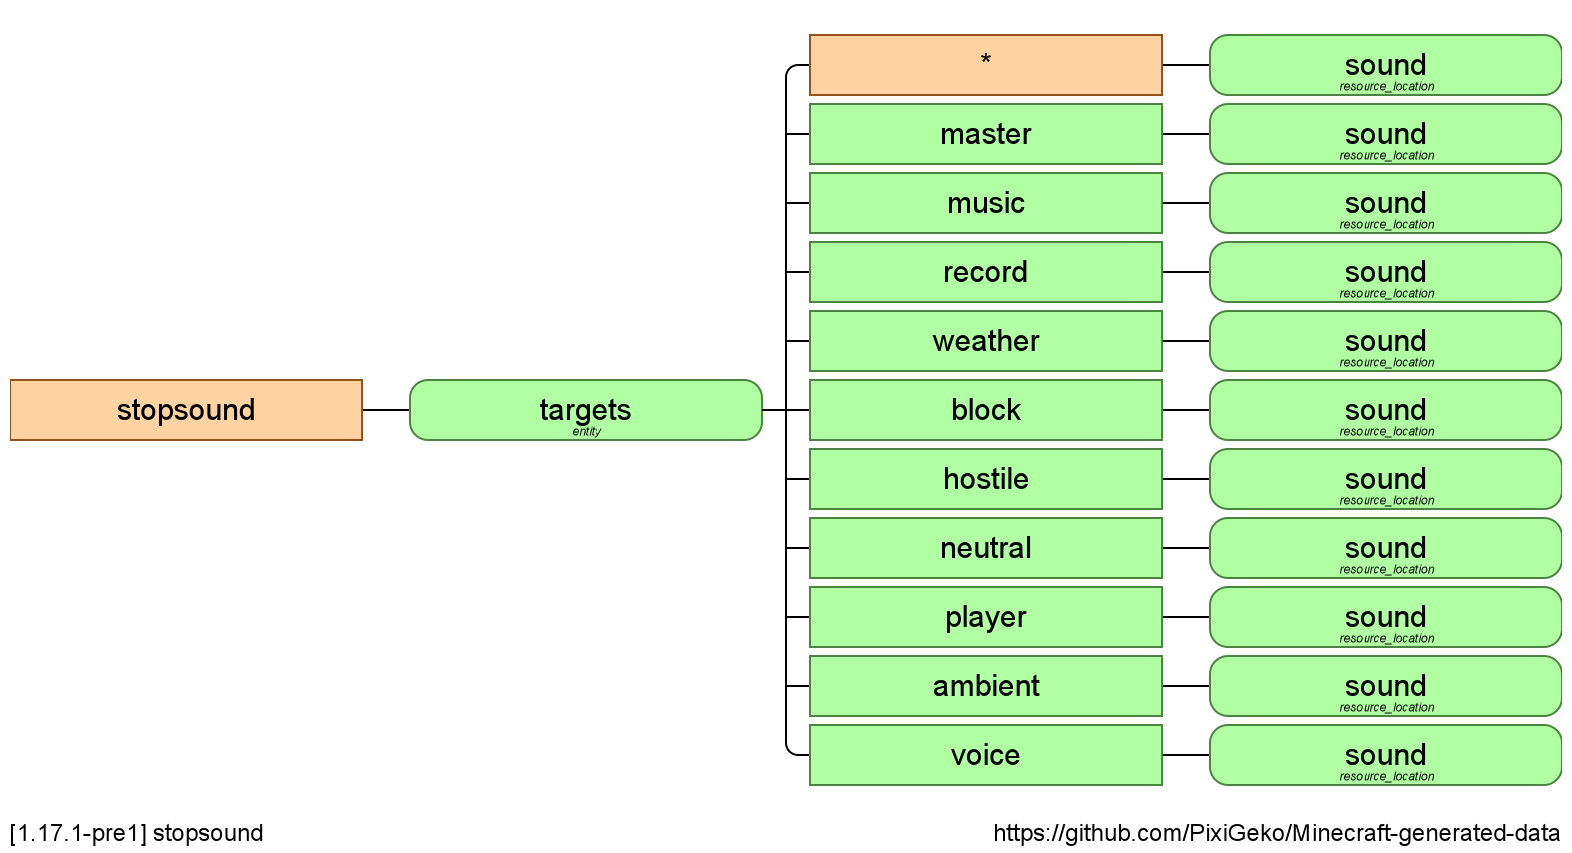 *
sound
resource_location
master
sound
resource_location
music
sound
resource_location
record
sound
resource_location
weather
sound
resource_location
stopsound
targets
entity
block
sound
resource_location
hostile
sound
resource_location
neutral
sound
resource_location
player
sound
resource_location
ambient
sound
resource_location
voice
sound
resource_location
[1.17.1-pre1] stopsound
https://github.com/PixiGeko/Minecraft-generated-data